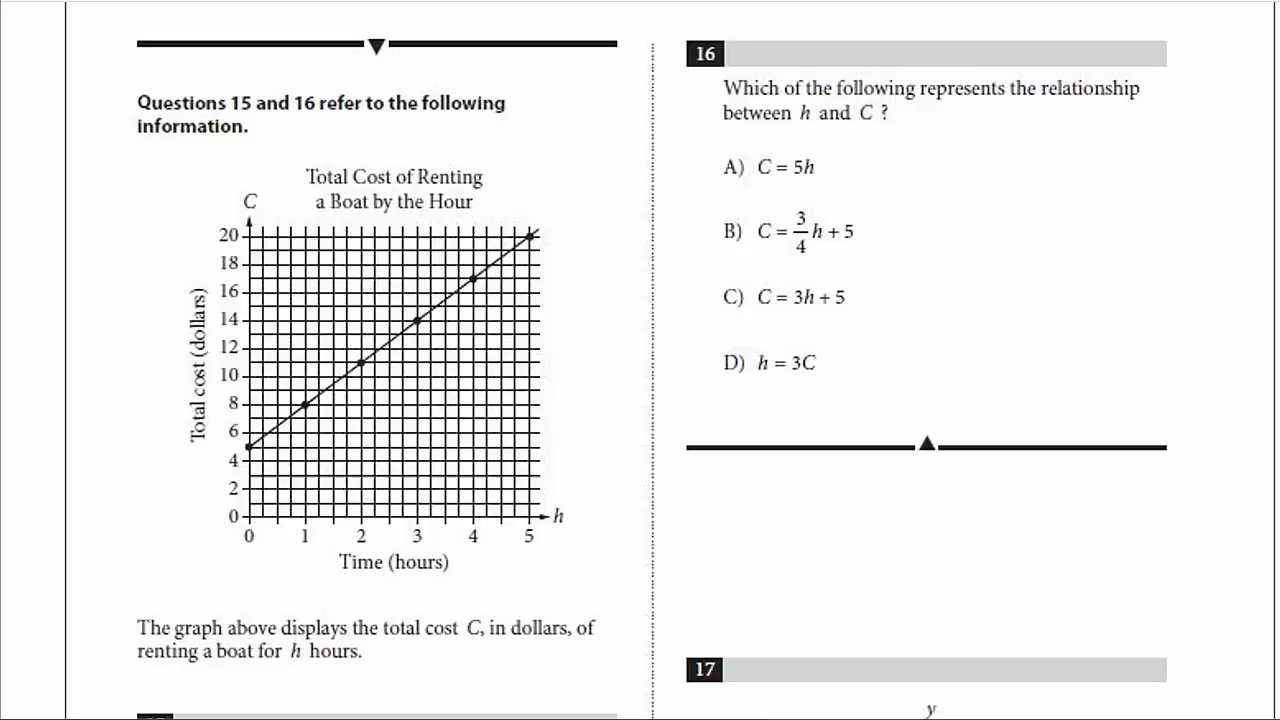 Questions 15 and 16 refer to the following
information.
Total Cost of Renting
a Boat by the Hour
C
Total cost (dollars)
20
18
16
14
12
10
8
6
4
2
0
h
0 1 2 3 4 5
Time (hours)
The graph above displays the total cost C, in dollars, of
renting a boat for h hours.
16
Which of the following represents the relationship
between h and C ?
A) C = 5h
B) C = 3/4 h + 5
C) C = 3h + 5
D) h = 3C
17
y